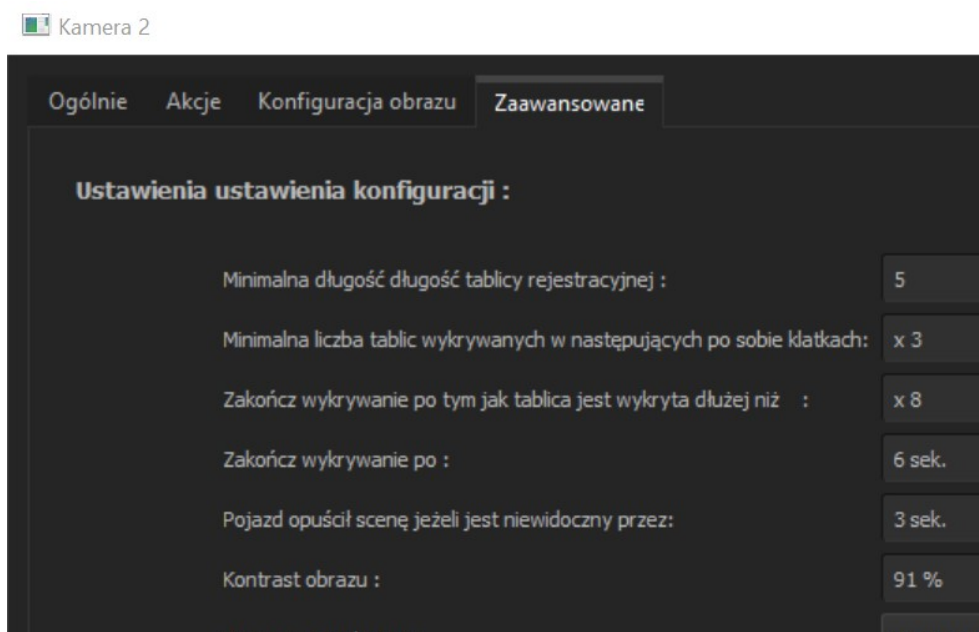 Kamera 2
Ogólnie Akcje Konfiguracja obrazu Zaawansowane
Ustawienia ustawienia konfiguracji :
Minimalna długość długość tablicy rejestracyjnej : 5
Minimalna liczba tablic wykrywanych w następujących po sobie klatkach: x 3
Zakończ wykrywanie po tym jak tablica jest wykryta dłużej niż : x 8
Zakończ wykrywanie po : 6 sek.
Pojazd opuścił scenę jeżeli jest niewidoczny przez: 3 sek.
Kontrast obrazu : 91 %